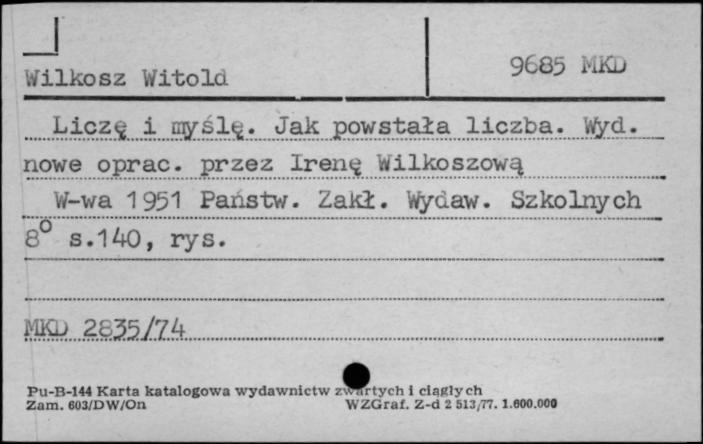 Wilkosz Witold
9685 MKD
Liczę i myślę. Jak powstała liczba. Wyd.
nowe oprac. przez Irenę Wilkoszową
W-wa 1951 Państw. Zakł. Wydaw. Szkolnych
8° s.140, rys.
MKD 2835/74
Pu-B-144 Karta katalogowa wydawnictw zwartych i ciągłych
Zam. 603/DW/On WZGraf. Z-d 2 513/77. 1.600.000